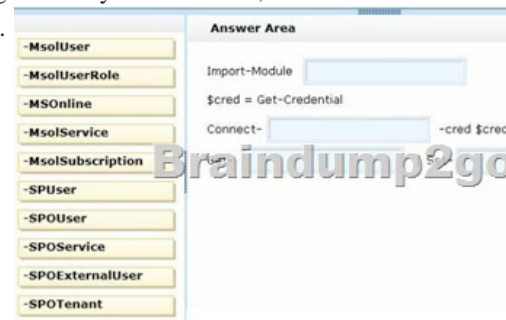 .
-MsolUser
-MsolUserRole
-MSOnline
-MsolService
-MsolSubscription
-SPUser
-SPOUser
-SPOService
-SPOExternalUser
-SPOTenant
Answer Area
Import-Module
$cred = Get-Credential
Connect- -cred $cred
Braindump2go